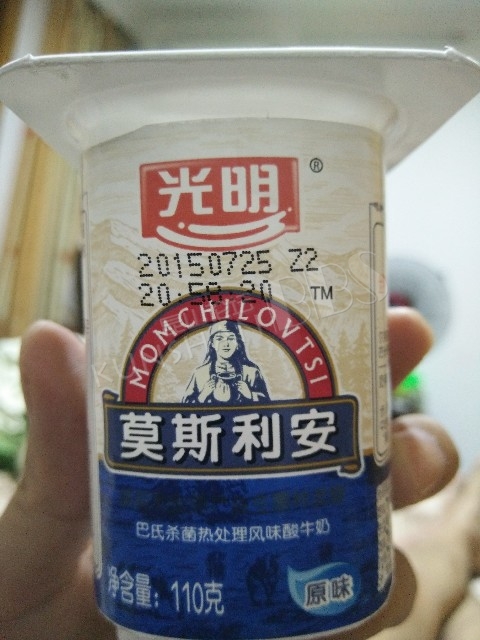 光明®
20150725 Z2
20:58:20 TM
MOMCHILOVTSI
莫斯利安
巴氏杀菌热处理风味酸牛奶
净含量：110克
原味